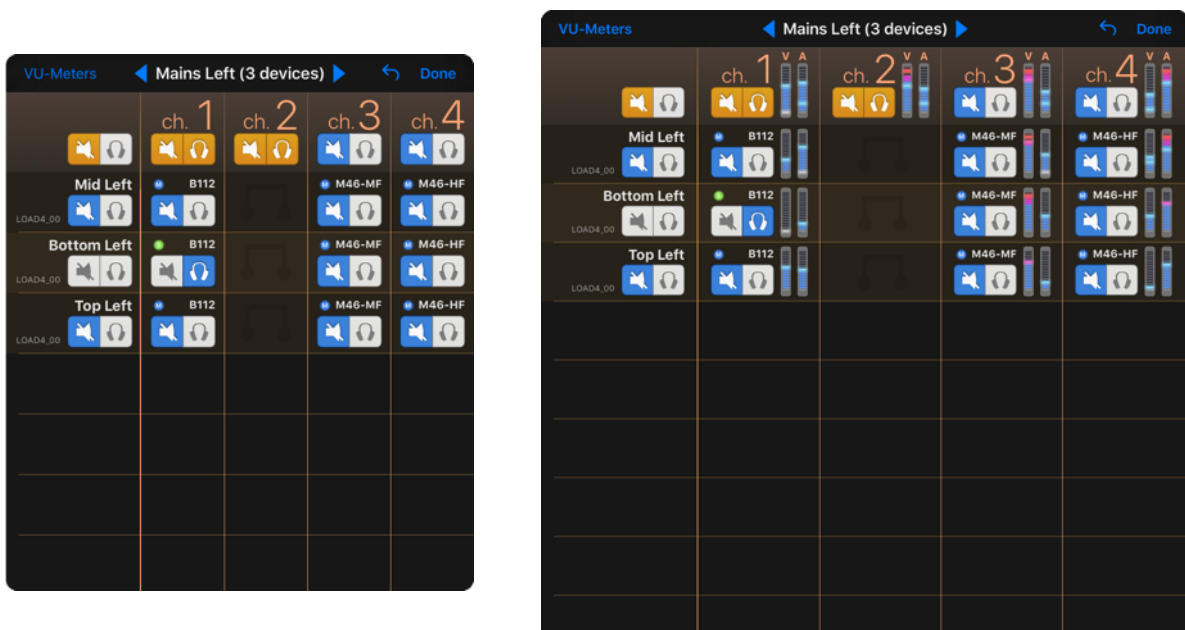 VU-Meters Mains Left (3 devices) Done
ch. 1 ch. 2 ch. 3 ch. 4
Mid Left M B112 M M46-MF M M46-HF
LOAD4_00
Bottom Left S B112 M M46-MF M M46-HF
LOAD4_00
Top Left M B112 M M46-MF M M46-HF
LOAD4_00
VU-Meters Mains Left (3 devices) Done
V A V A V A V A
ch. 1 ch. 2 ch. 3 ch. 4
Mid Left M B112 M M46-MF M M46-HF
LOAD4_00
Bottom Left S B112 M M46-MF M M46-HF
LOAD4_00
Top Left M B112 M M46-MF M M46-HF
LOAD4_00